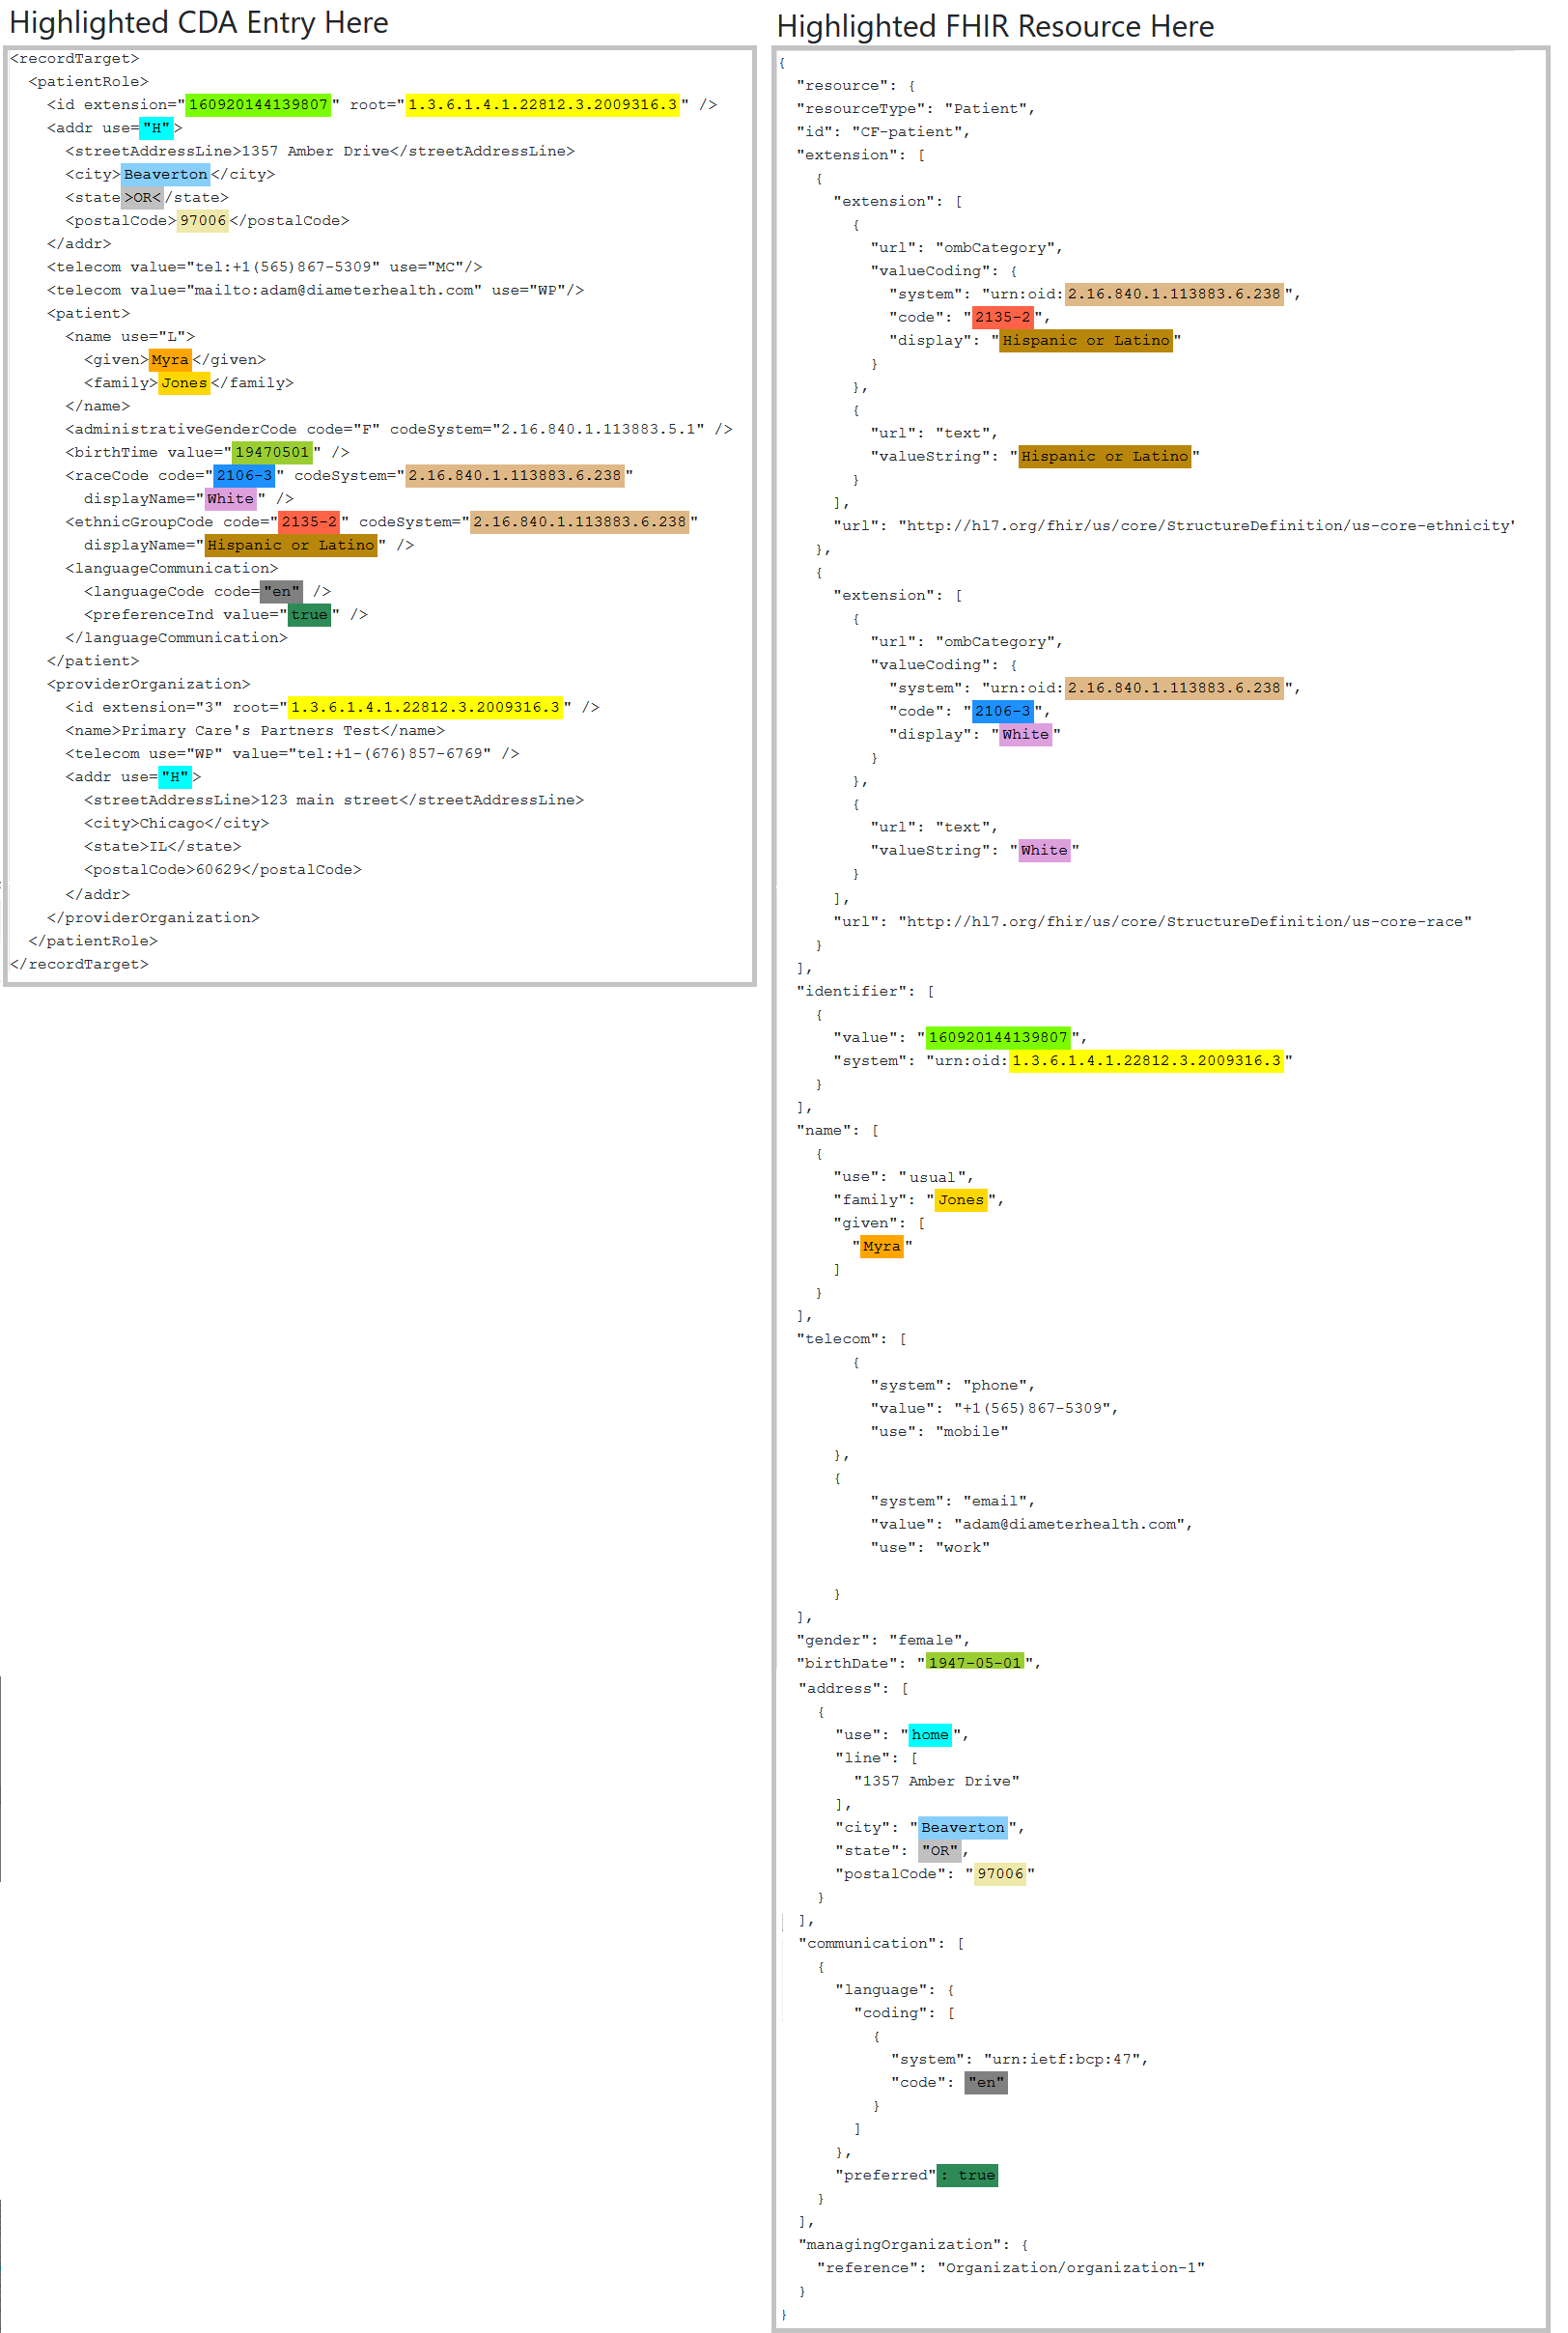 Highlighted CDA Entry Here
<recordTarget>
<patientRole>
<id extension="160920144139807" root="1.3.6.1.4.1.22812.3.2009316.3" />
<addr use="H">
<streetAddressLine>1357 Amber Drive</streetAddressLine>
<city>Beaverton</city>
<state>OR</state>
<postalCode>97006</postalCode>
</addr>
<telecom value="tel:+1(565)867-5309" use="MC"/>
<telecom value="mailto:adam@diameterhealth.com" use="WP"/>
<patient>
<name use="L">
<given>Myra</given>
<family>Jones</family>
</name>
<administrativeGenderCode code="F" codeSystem="2.16.840.1.113883.5.1" />
<birthTime value="19470501" />
<raceCode code="2106-3" codeSystem="2.16.840.1.113883.6.238"
displayName="White" />
<ethnicGroupCode code="2135-2" codeSystem="2.16.840.1.113883.6.238"
displayName="Hispanic or Latino" />
<languageCommunication>
<languageCode code="en" />
<preferenceInd value="true" />
</languageCommunication>
</patient>
<providerOrganization>
<id extension="3" root="1.3.6.1.4.1.22812.3.2009316.3" />
<name>Primary Care's Partners Test</name>
<telecom use="WP" value="tel:+1-(676)857-6769" />
<addr use="H">
<streetAddressLine>123 main street</streetAddressLine>
<city>Chicago</city>
<state>IL</state>
<postalCode>60629</postalCode>
</addr>
</providerOrganization>
</patientRole>
</recordTarget>
Highlighted FHIR Resource Here
{
"resource": {
"resourceType": "Patient",
"id": "CF-patient",
"extension": [
{
"extension": [
{
"url": "ombCategory",
"valueCoding": {
"system": "urn:oid:2.16.840.1.113883.6.238",
"code": "2135-2",
"display": "Hispanic or Latino"
}
},
{
"url": "text",
"valueString": "Hispanic or Latino"
}
],
"url": "http://hl7.org/fhir/us/core/StructureDefinition/us-core-ethnicity'
},
{
"extension": [
{
"url": "ombCategory",
"valueCoding": {
"system": "urn:oid:2.16.840.1.113883.6.238",
"code": "2106-3",
"display": "White"
}
},
{
"url": "text",
"valueString": "White"
}
],
"url": "http://hl7.org/fhir/us/core/StructureDefinition/us-core-race"
}
],
"identifier": [
{
"value": "160920144139807",
"system": "urn:oid:1.3.6.1.4.1.22812.3.2009316.3"
}
],
"name": [
{
"use": "usual",
"family": "Jones",
"given": [
"Myra"
]
}
],
"telecom": [
{
"system": "phone",
"value": "+1(565)867-5309",
"use": "mobile"
},
{
"system": "email",
"value": "adam@diameterhealth.com",
"use": "work"
}
],
"gender": "female",
"birthDate": "1947-05-01",
"address": [
{
"use": "home",
"line": [
"1357 Amber Drive"
],
"city": "Beaverton",
"state": "OR",
"postalCode": "97006"
}
],
"communication": [
{
"language": {
"coding": [
{
"system": "urn:ietf:bcp:47",
"code": "en"
}
]
},
"preferred": true
}
],
"managingOrganization": {
"reference": "Organization/organization-1"
}
}